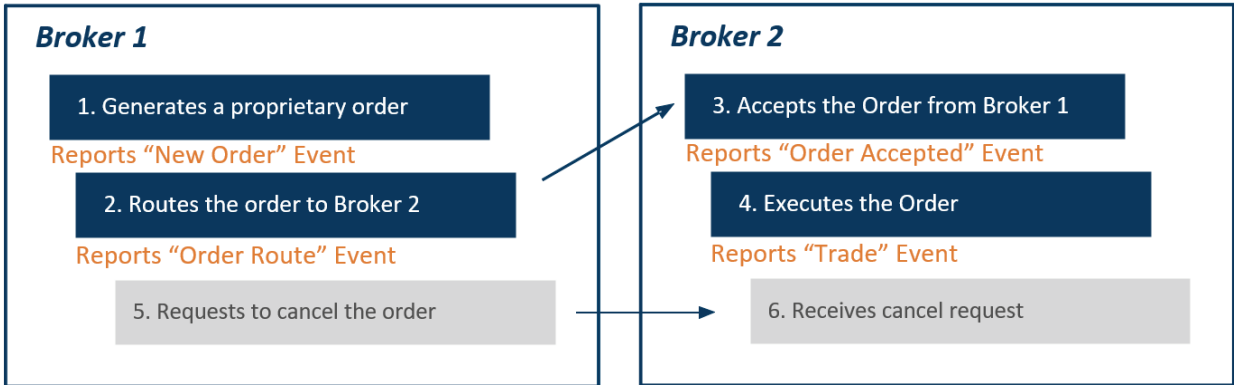 Broker 1
1. Generates a proprietary order
Reports “New Order” Event
2. Routes the order to Broker 2
Reports “Order Route” Event
5. Requests to cancel the order
Broker 2
3. Accepts the Order from Broker 1
Reports “Order Accepted” Event
4. Executes the Order
Reports “Trade” Event
6. Receives cancel request